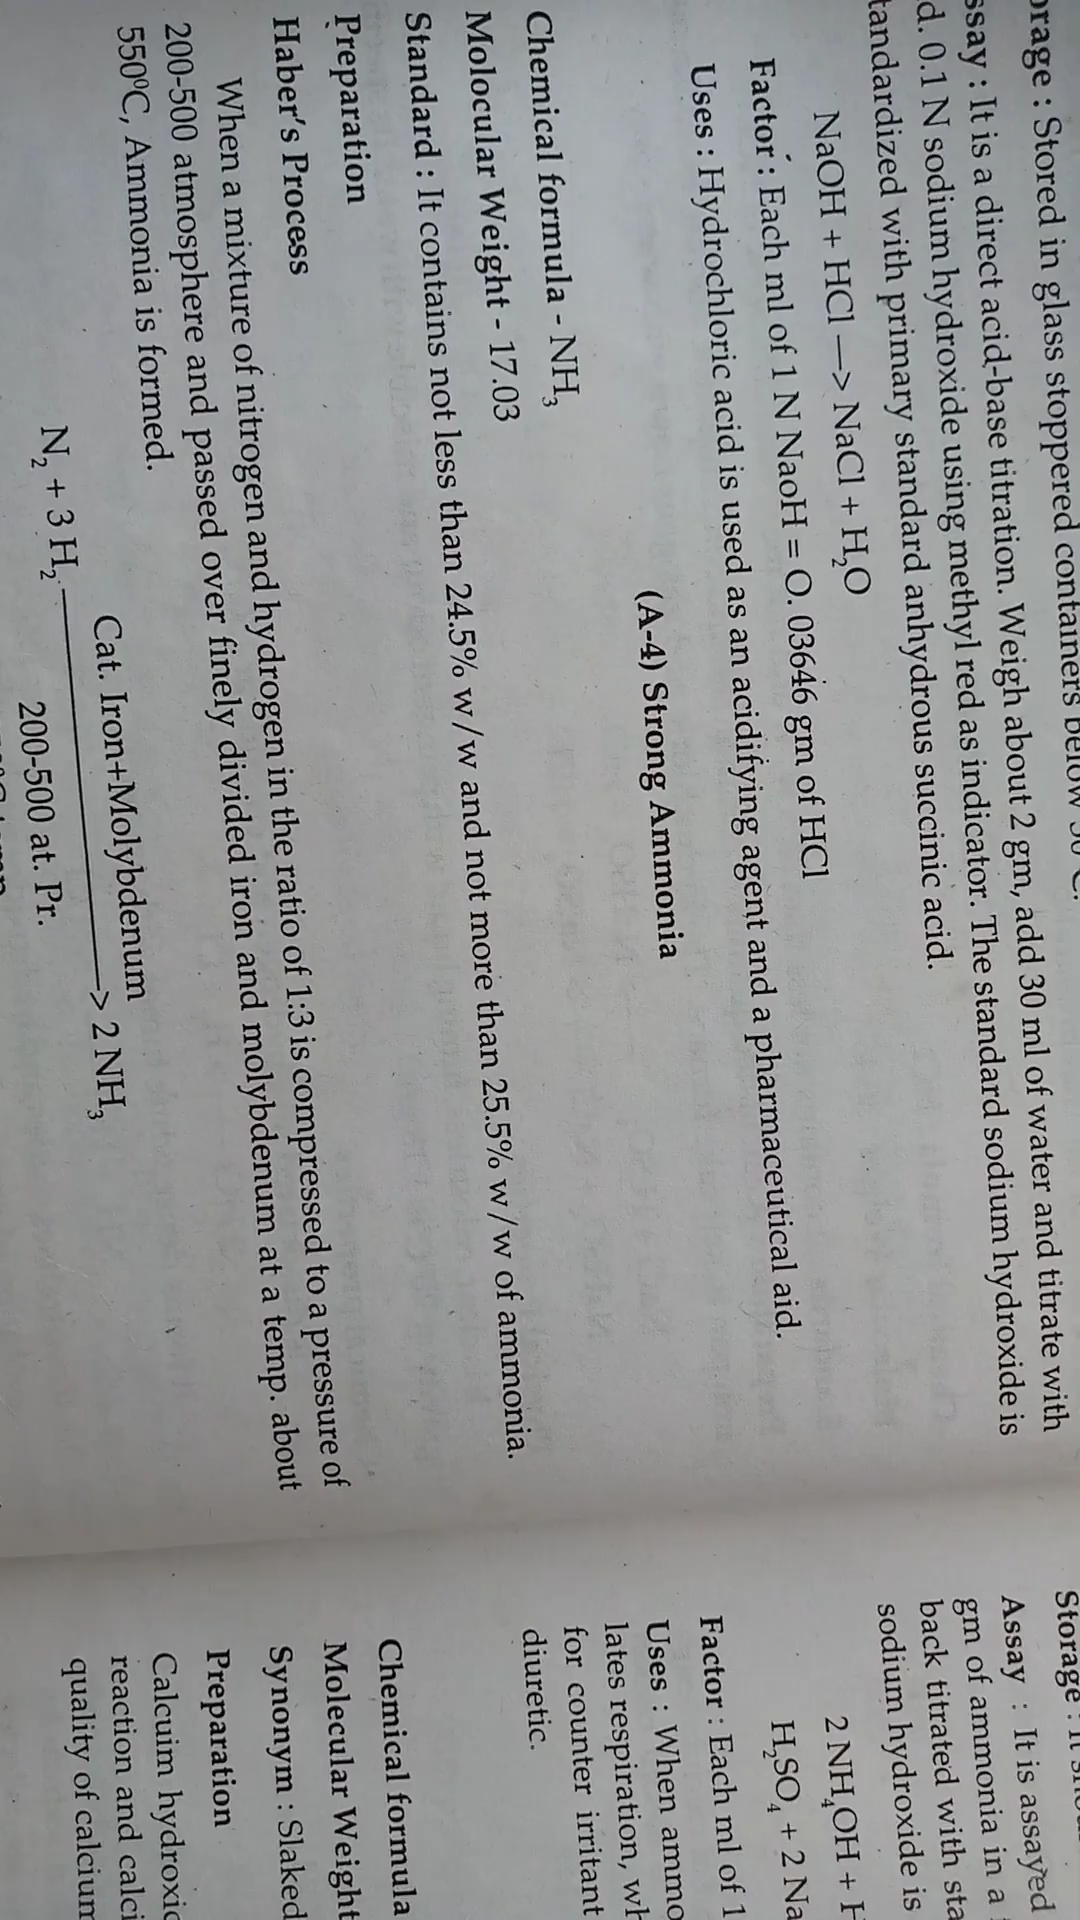 : Stored in glass stoppered containers below
: It is a direct acid-base titration. Weigh about 2 gm, add 30 ml of water and titrate with
0.1 N sodium hydroxide using methyl red as indicator. The standard sodium hydroxide is
tandardized with primary standard anhydrous succinic acid.
NaOH + HCl —> NaCl + H₂O
Factor : Each ml of 1 N NaoH = O. 03646 gm of HCl
Uses : Hydrochloric acid is used as an acidifying agent and a pharmaceutical aid.
(A-4) Strong Ammonia
Chemical formula - NH₃
Molocular Weight - 17.03
Standard : It contains not less than 24.5% w/w and not more than 25.5% w/w of ammonia.
Preparation
Haber's Process
When a mixture of nitrogen and hydrogen in the ratio of 1:3 is compressed to a pressure of
200-500 atmosphere and passed over finely divided iron and molybdenum at a temp. about
550⁰C, Ammonia is formed.
Cat. Iron+Molybdenum
N₂ + 3 H₂ ———> 2 NH₃
200-500 at. Pr.
Storage :
Assay : It is assayed
gm of ammonia in a
back titrated with sta
sodium hydroxide is
2 NH₄OH + H
H₂SO₄ + 2 Na
Factor : Each ml of 1
Uses : When ammo
lates respiration, wh
for counter irritant
diuretic.
Chemical formula
Molecular Weight
Synonym : Slaked
Preparation
Calcuim hydroxic
reaction and calci
quality of calcium